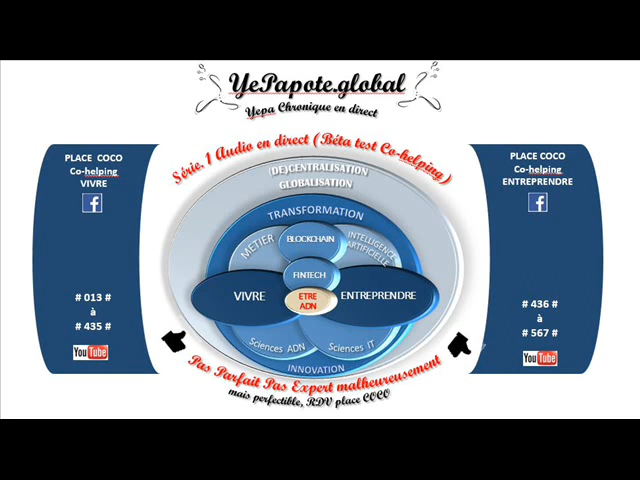 YePapote.global
Yepa Chronique en direct
Série, 1 Audio en direct (Béta test Co-helping)
PLACE COCO
Co-helping
VIVRE
# 013 #
à
# 435 #
YouTube
(DE)CENTRALISATION
GLOBALISATION
TRANSFORMATION
METIER
BLOCKCHAIN
INTELLIGENCE
ARTIFICIELLE
FINTECH
VIVRE
ETRE
ADN
ENTREPRENDRE
Sciences ADN
Sciences IT
INNOVATION
PLACE COCO
Co-helping
ENTREPRENDRE
# 436 #
à
# 567 #
YouTube
Pas Parfait Pas Expert malheureusement
mais perfectible, RDV place COCO